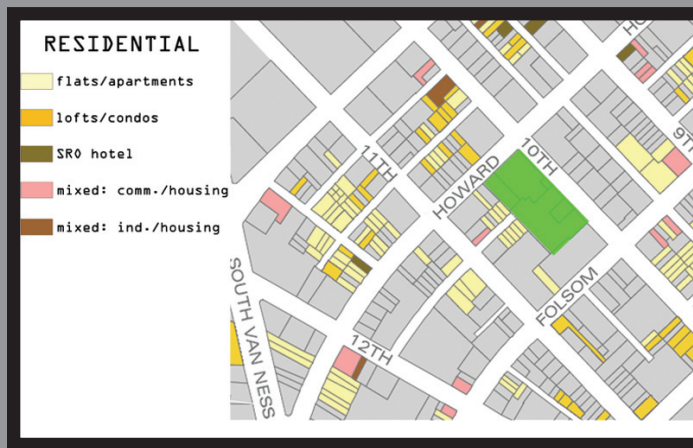 RESIDENTIAL
flats/apartments
lofts/condos
SRO hotel
mixed: comm./housing
mixed: ind./housing
11TH
HOWARD
10TH
9TH
SOUTH VAN NESS
12TH
FOLSOM